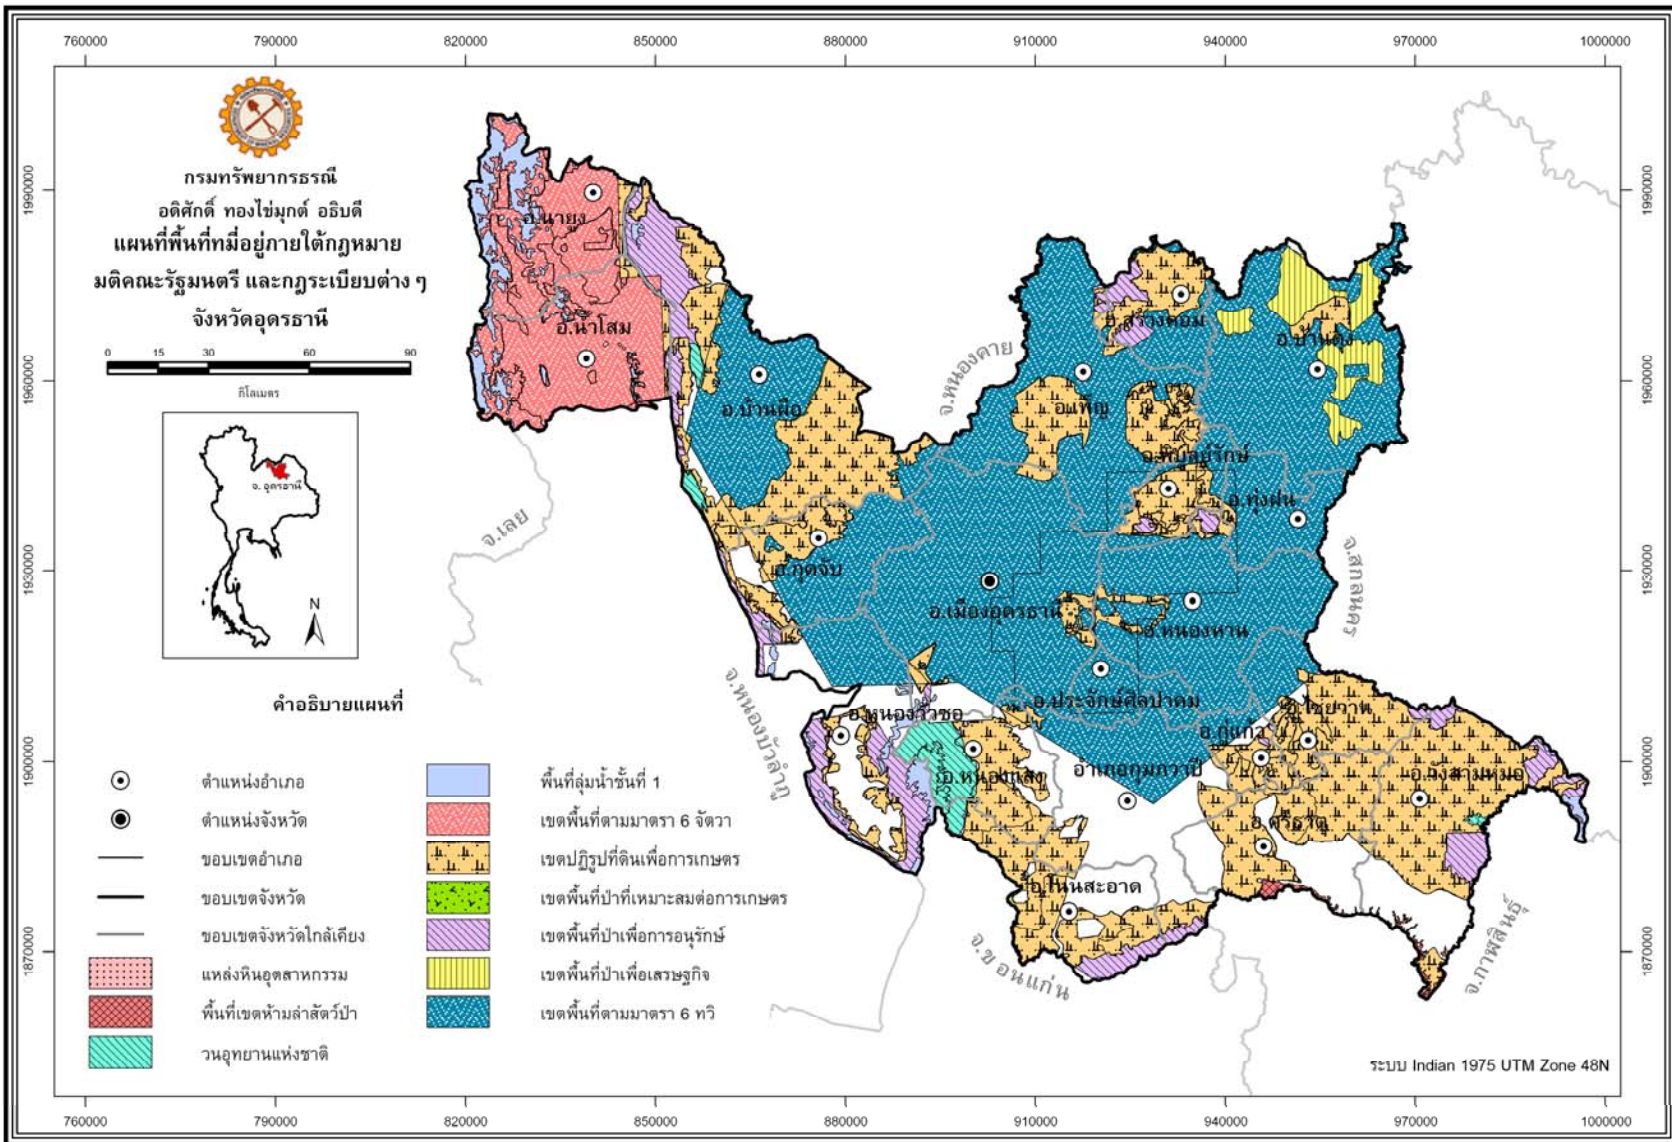 760000 790000 820000 850000 880000 910000 940000 970000 1000000
1990000 1990000
1960000 1960000
1930000 1930000
1900000 1900000
1870000 1870000
กรมทรัพยากรธรณี
อดิศักดิ์ ทองไข่มุกต์ อธิบดี
แผนที่พื้นที่ทมี่อยู่ภายใต้กฎหมาย
มติคณะรัฐมนตรี และกฎระเบียบต่าง ๆ
จังหวัดอุดรธานี
0 15 30 60 90
กิโลเมตร
จ. อุดรธานี
N
อ.นายูง
อ.น้ำโสม
อ.บ้านผือ
อ.กุดจับ
อ.เมืองอุดรธานี
อ.สร้างคอม
อ.บ้านดุง
อ.เพ็ญ
อ.พิบูลย์รักษ์
อ.ทุ่งฝน
อ.หนองหาน
อ.ประจักษ์ศิลปาคม
อ.หนองวัวซอ
อ.หนองแสง
อำเภอกุมภวาปี
อ.กู่แก้ว
อ.ไชยวาน
อ.วังสามหมอ
อ.ศรีธาตุ
อ.โนนสะอาด
จ.เลย
จ.หนองคาย
จ.สกลนคร
จ.หนองบัวลำภู
จ.ขอนแก่น
จ.กาฬสินธุ์
คำอธิบายแผนที่
ตำแหน่งอำเภอ
ตำแหน่งจังหวัด
ขอบเขตอำเภอ
ขอบเขตจังหวัด
ขอบเขตจังหวัดใกล้เคียง
แหล่งหินอุตสาหกรรม
พื้นที่เขตห้ามล่าสัตว์ป่า
วนอุทยานแห่งชาติ
พื้นที่ลุ่มน้ำชั้นที่ 1
เขตพื้นที่ตามมาตรา 6 จัตวา
เขตปฏิรูปที่ดินเพื่อการเกษตร
เขตพื้นที่ป่าที่เหมาะสมต่อการเกษตร
เขตพื้นที่ป่าเพื่อการอนุรักษ์
เขตพื้นที่ป่าเพื่อเศรษฐกิจ
เขตพื้นที่ตามมาตรา 6 ทวิ
ระบบ Indian 1975 UTM Zone 48N
760000 790000 820000 850000 880000 910000 940000 970000 1000000